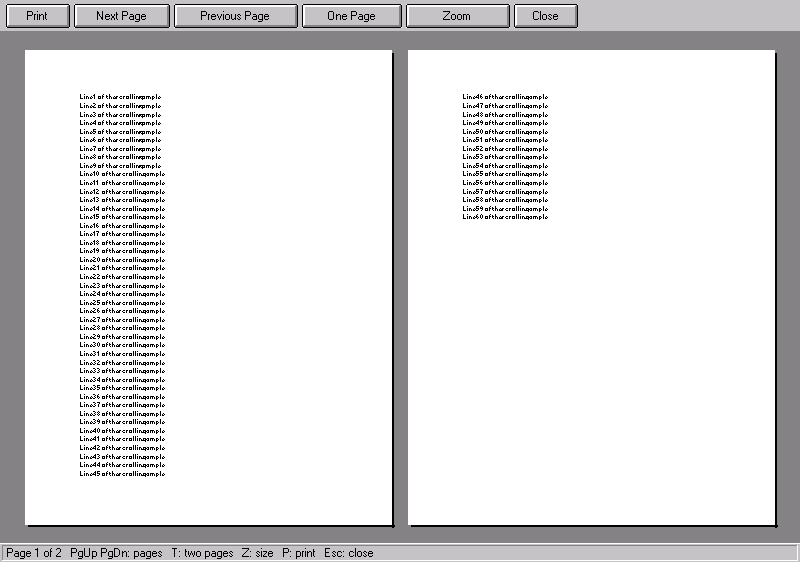 Print Next Page Previous Page One Page Zoom Close
Line1 of the scrolling sample
Line2 of the scrolling sample
Line3 of the scrolling sample
Line4 of the scrolling sample
Line5 of the scrolling sample
Line6 of the scrolling sample
Line7 of the scrolling sample
Line8 of the scrolling sample
Line9 of the scrolling sample
Line10 of the scrolling sample
Line11 of the scrolling sample
Line12 of the scrolling sample
Line13 of the scrolling sample
Line14 of the scrolling sample
Line15 of the scrolling sample
Line16 of the scrolling sample
Line17 of the scrolling sample
Line18 of the scrolling sample
Line19 of the scrolling sample
Line20 of the scrolling sample
Line21 of the scrolling sample
Line22 of the scrolling sample
Line23 of the scrolling sample
Line24 of the scrolling sample
Line25 of the scrolling sample
Line26 of the scrolling sample
Line27 of the scrolling sample
Line28 of the scrolling sample
Line29 of the scrolling sample
Line30 of the scrolling sample
Line31 of the scrolling sample
Line32 of the scrolling sample
Line33 of the scrolling sample
Line34 of the scrolling sample
Line35 of the scrolling sample
Line36 of the scrolling sample
Line37 of the scrolling sample
Line38 of the scrolling sample
Line39 of the scrolling sample
Line40 of the scrolling sample
Line41 of the scrolling sample
Line42 of the scrolling sample
Line43 of the scrolling sample
Line44 of the scrolling sample
Line45 of the scrolling sample
Line46 of the scrolling sample
Line47 of the scrolling sample
Line48 of the scrolling sample
Line49 of the scrolling sample
Line50 of the scrolling sample
Line51 of the scrolling sample
Line52 of the scrolling sample
Line53 of the scrolling sample
Line54 of the scrolling sample
Line55 of the scrolling sample
Line56 of the scrolling sample
Line57 of the scrolling sample
Line58 of the scrolling sample
Line59 of the scrolling sample
Line60 of the scrolling sample
Page 1 of 2 PgUp PgDn: pages T: two pages Z: size P: print Esc: close